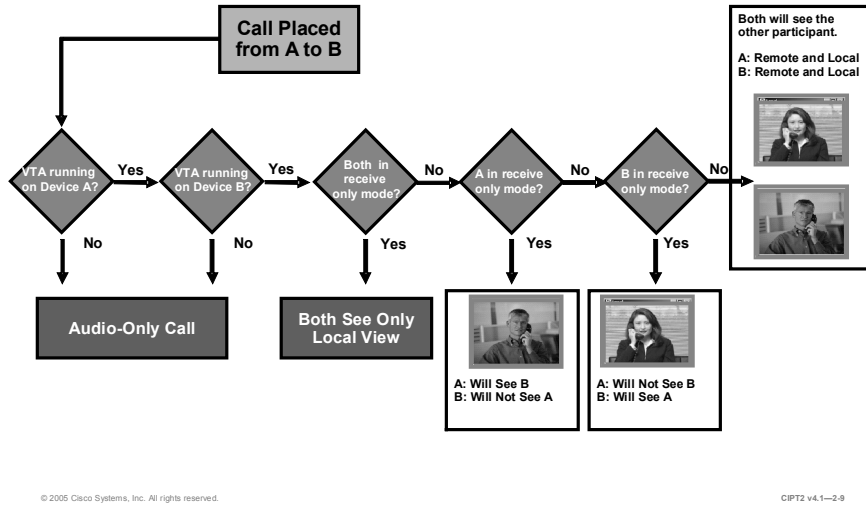 Call Placed
from A to B
Both will see the
other participant.
A: Remote and Local
B: Remote and Local
VTA running
on Device A?
Yes
VTA running
on Device B?
Yes
Both in
receive
only mode?
No
A in receive
only mode?
No
B in receive
only mode?
No
No
No
Yes
Yes
Yes
Audio-Only Call
Both See Only
Local View
A: Will See B
B: Will Not See A
A: Will Not See B
B: Will See A
© 2005 Cisco Systems, Inc. All rights reserved.
CIPT2 v4.1—2-9